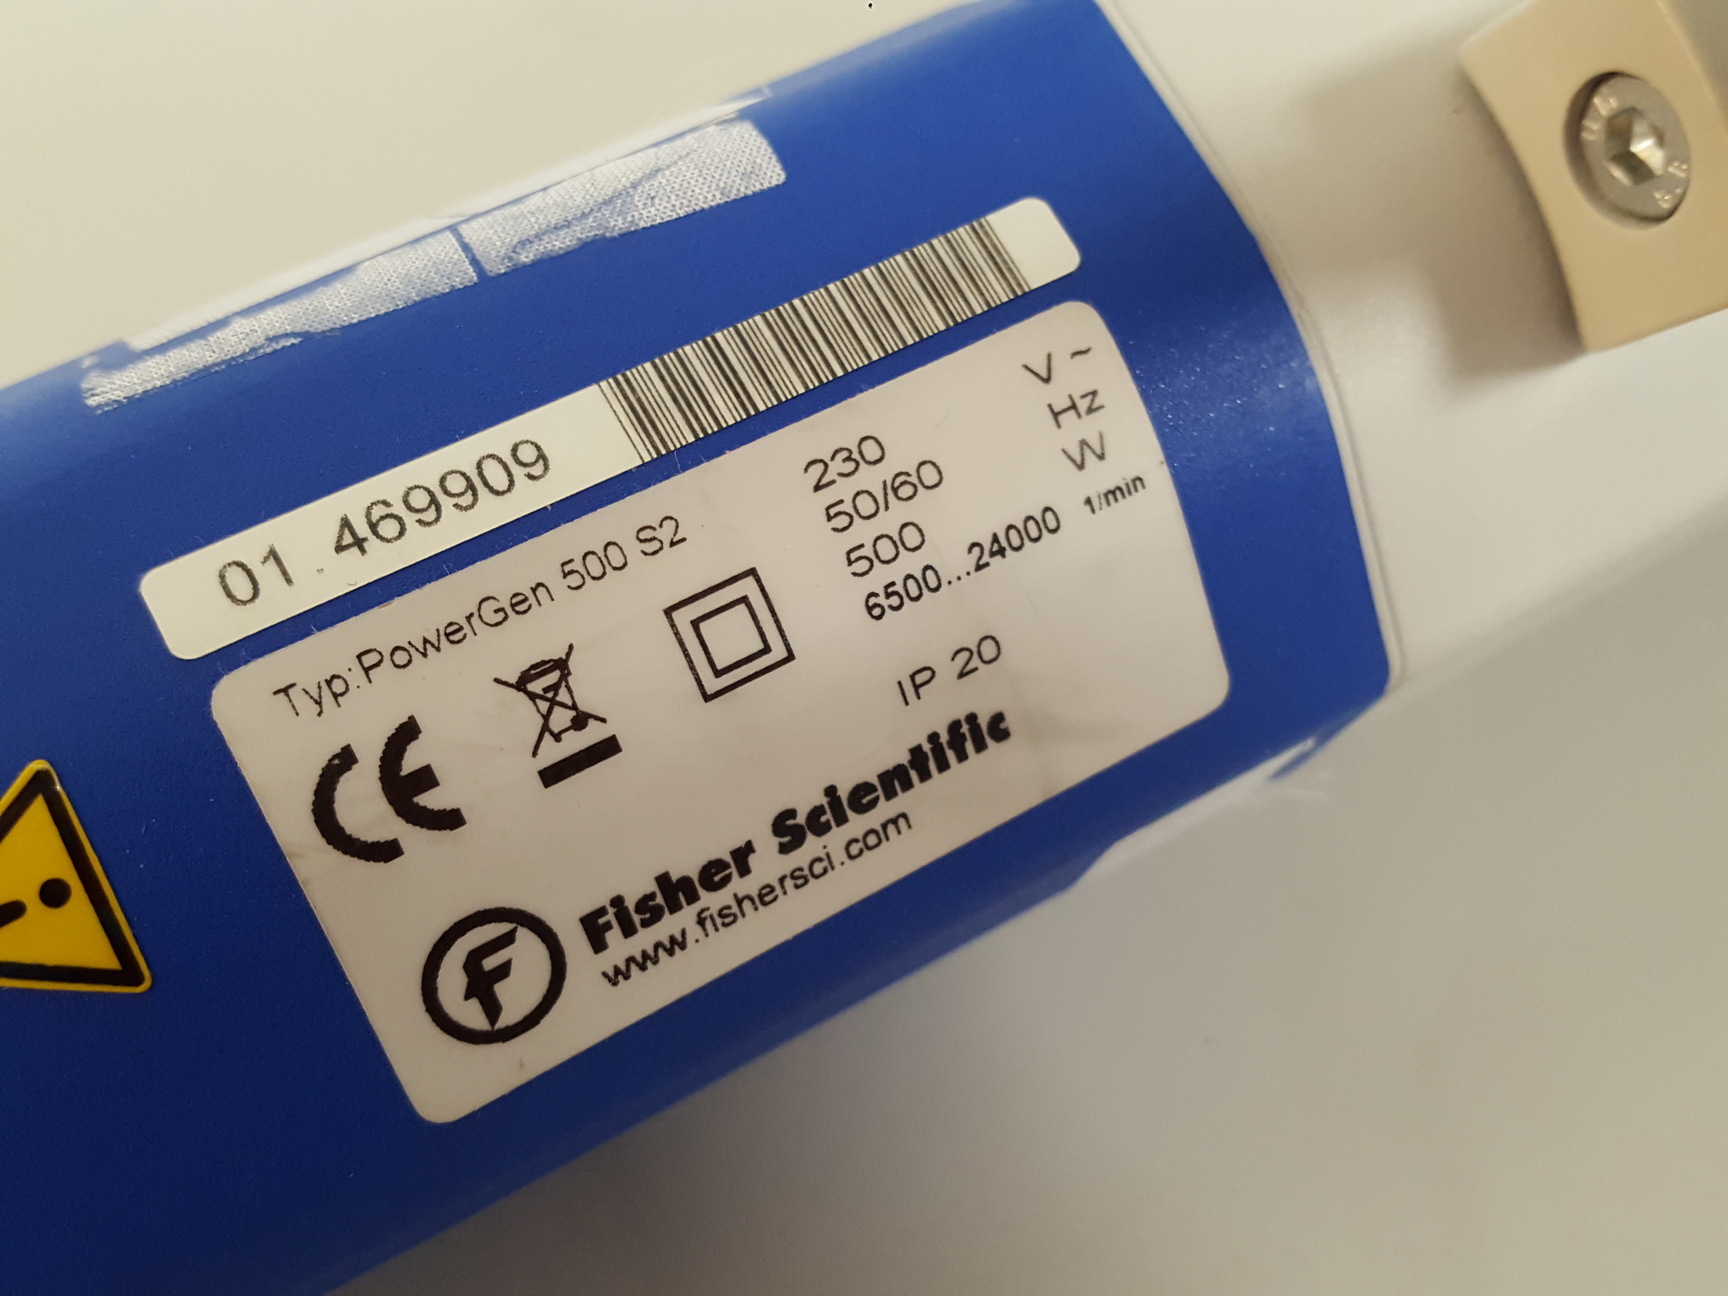 01.469909
Typ:PowerGen 500 S2
230 V ~
50/60 Hz
500 W
6500...24000 1/min
IP 20
CE
Fisher Scientific
www.fishersci.com